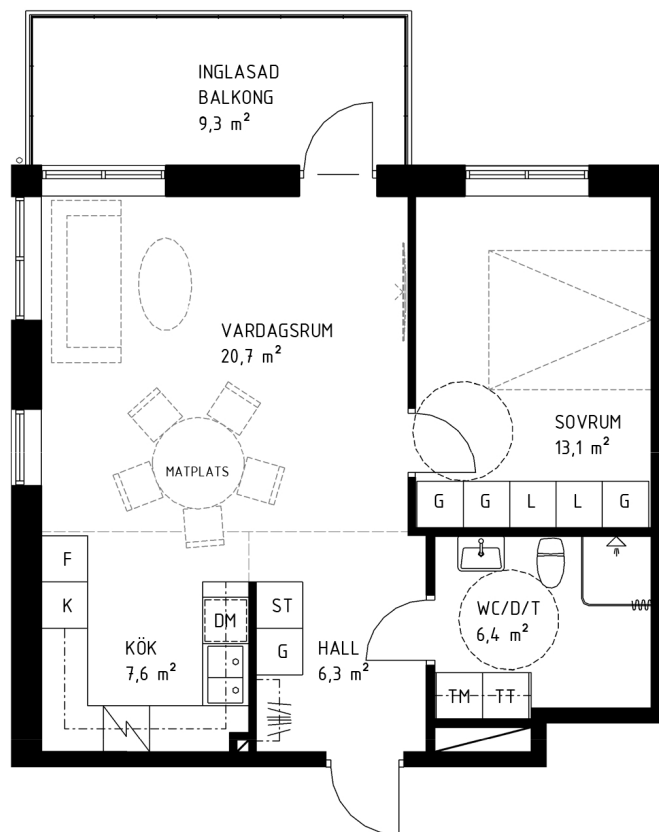 INGLASAD
BALKONG
9,3 m²
VARDAGSRUM
20,7 m²
SOVRUM
13,1 m²
MATPLATS
G G L L G
F
K
DM
ST
G
KÖK
7,6 m²
HALL
6,3 m²
WC/D/T
6,4 m²
TM TT